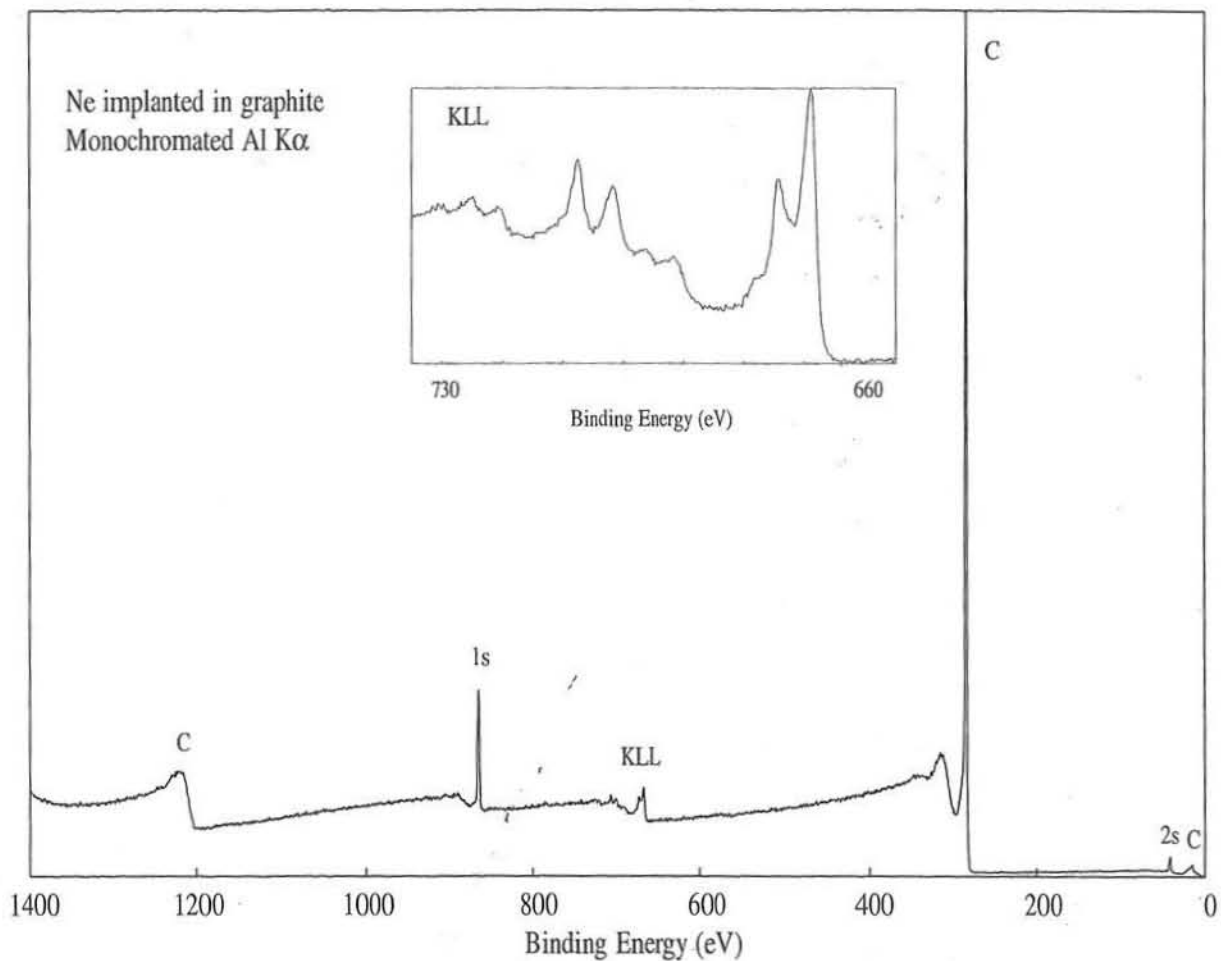 C
Ne implanted in graphite
Monochromated Al Kα
KLL
730
660
Binding Energy (eV)
1s
C
KLL
2s C
1400 1200 1000 800 600 400 200 0
Binding Energy (eV)